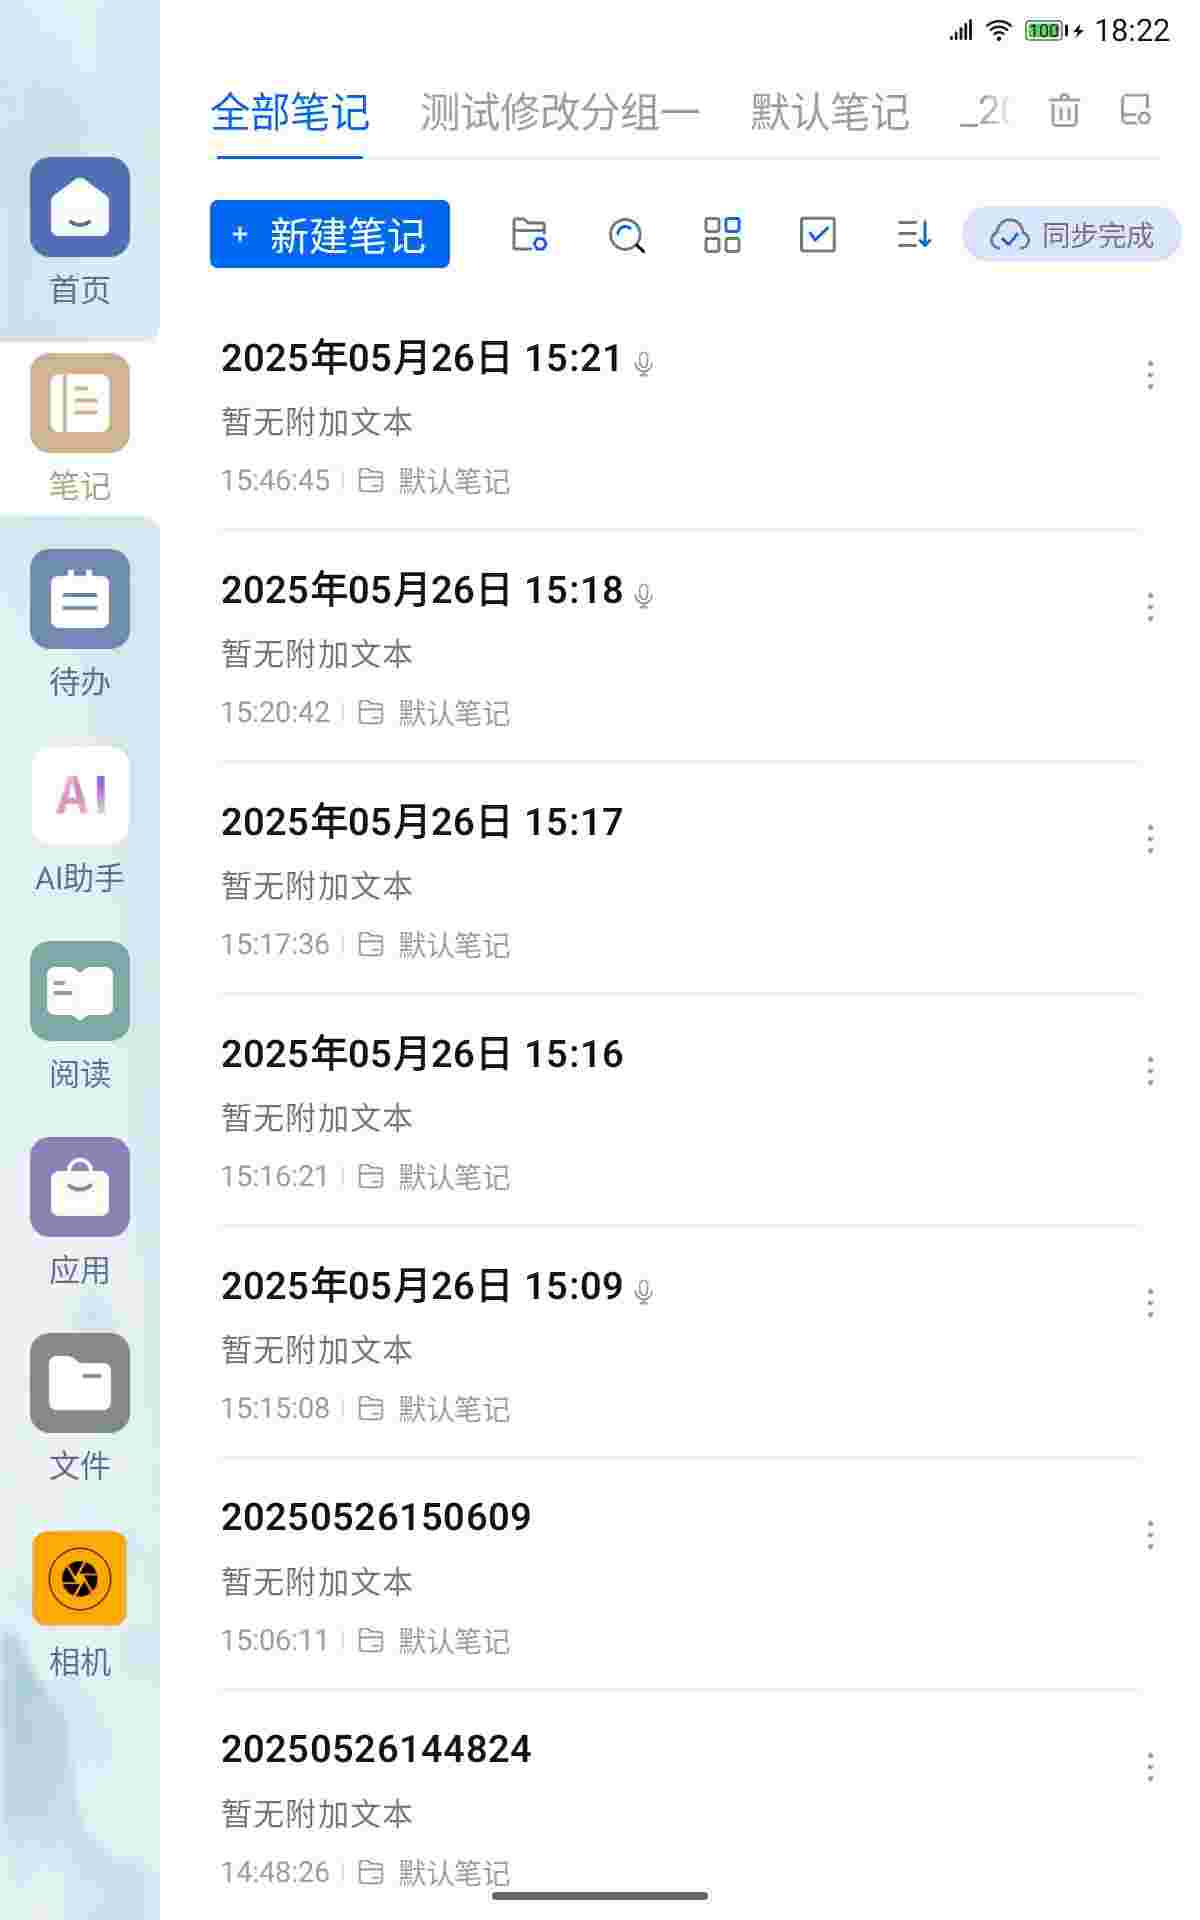 100 18:22
全部笔记 测试修改分组一 默认笔记 _20
+ 新建笔记 同步完成
首页
笔记
待办
AI
AI助手
阅读
应用
文件
相机
2025年05月26日 15:21
暂无附加文本
15:46:45 默认笔记
2025年05月26日 15:18
暂无附加文本
15:20:42 默认笔记
2025年05月26日 15:17
暂无附加文本
15:17:36 默认笔记
2025年05月26日 15:16
暂无附加文本
15:16:21 默认笔记
2025年05月26日 15:09
暂无附加文本
15:15:08 默认笔记
20250526150609
暂无附加文本
15:06:11 默认笔记
20250526144824
暂无附加文本
14:48:26 默认笔记